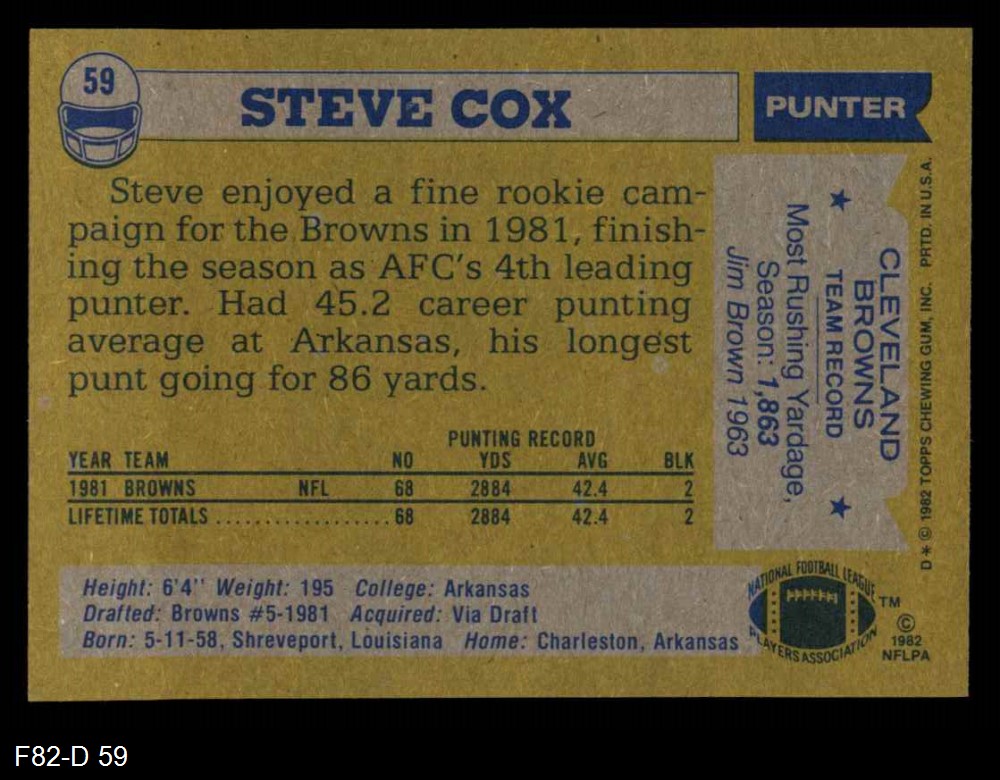 59
STEVE COX
PUNTER
Steve enjoyed a fine rookie cam-
paign for the Browns in 1981, finish-
ing the season as AFC's 4th leading
punter. Had 45.2 career punting
average at Arkansas, his longest
punt going for 86 yards.
PUNTING RECORD
YEAR TEAM NO YDS AVG BLK
1981 BROWNS NFL 68 2884 42.4 2
LIFETIME TOTALS .................. 68 2884 42.4 2
Height: 6'4" Weight: 195 College: Arkansas
Drafted: Browns #5-1981 Acquired: Via Draft
Born: 5-11-58, Shreveport, Louisiana Home: Charleston, Arkansas
CLEVELAND
BROWNS
★ TEAM RECORD ★
Most Rushing Yardage,
Season: 1,863
Jim Brown 1963
D * © 1982 TOPPS CHEWING GUM, INC. PRTD. IN U.S.A.
NATIONAL FOOTBALL LEAGUE
PLAYERS ASSOCIATION
TM
©
1982
NFLPA
F82-D 59